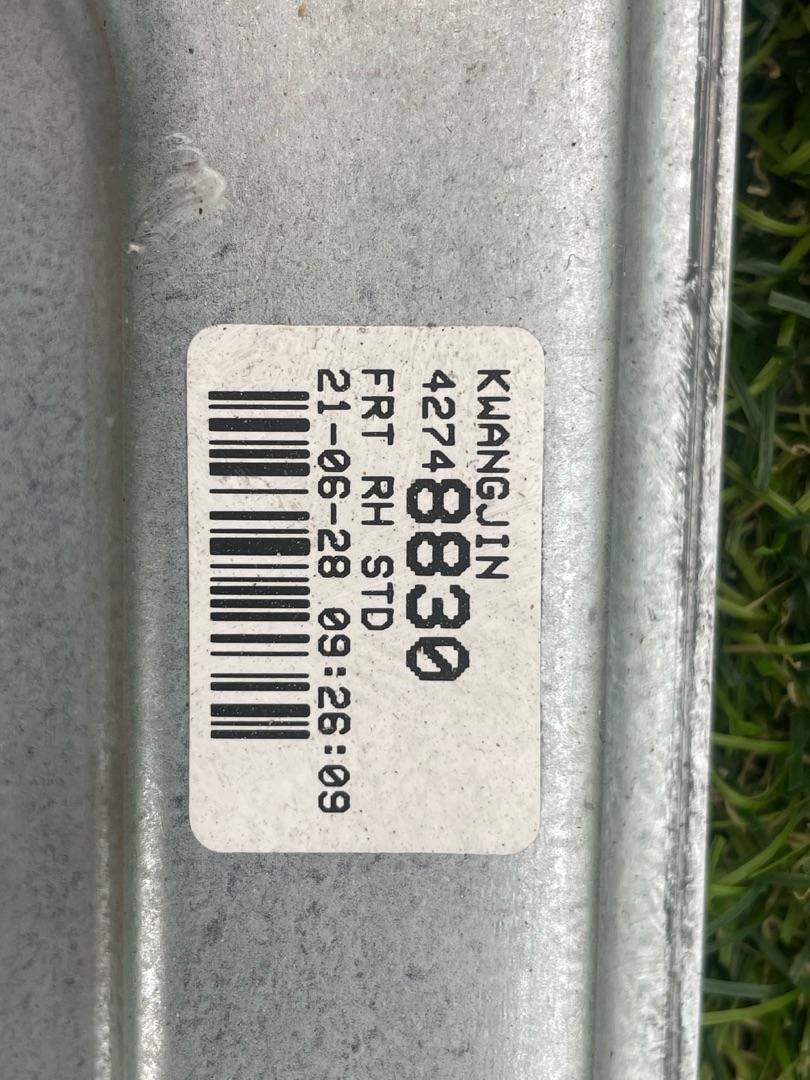 KWANGJIN
42748830
FRT RH STD
21-06-28 09:26:09